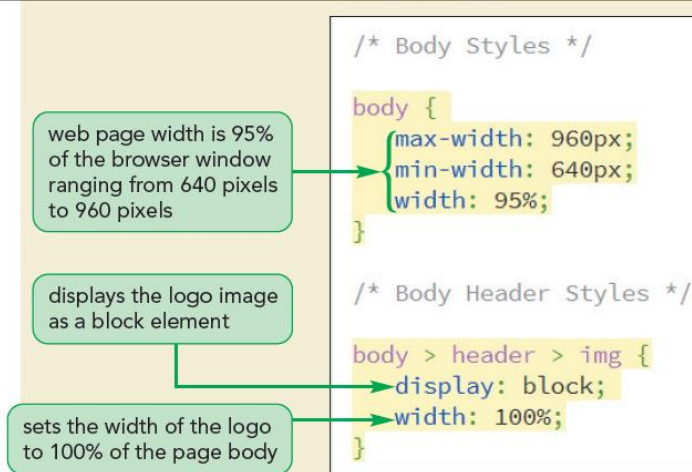 /* Body Styles */
body {
max-width: 960px;
min-width: 640px;
width: 95%;
}
web page width is 95%
of the browser window
ranging from 640 pixels
to 960 pixels
/* Body Header Styles */
body > header > img {
display: block;
width: 100%;
}
displays the logo image
as a block element
sets the width of the logo
to 100% of the page body